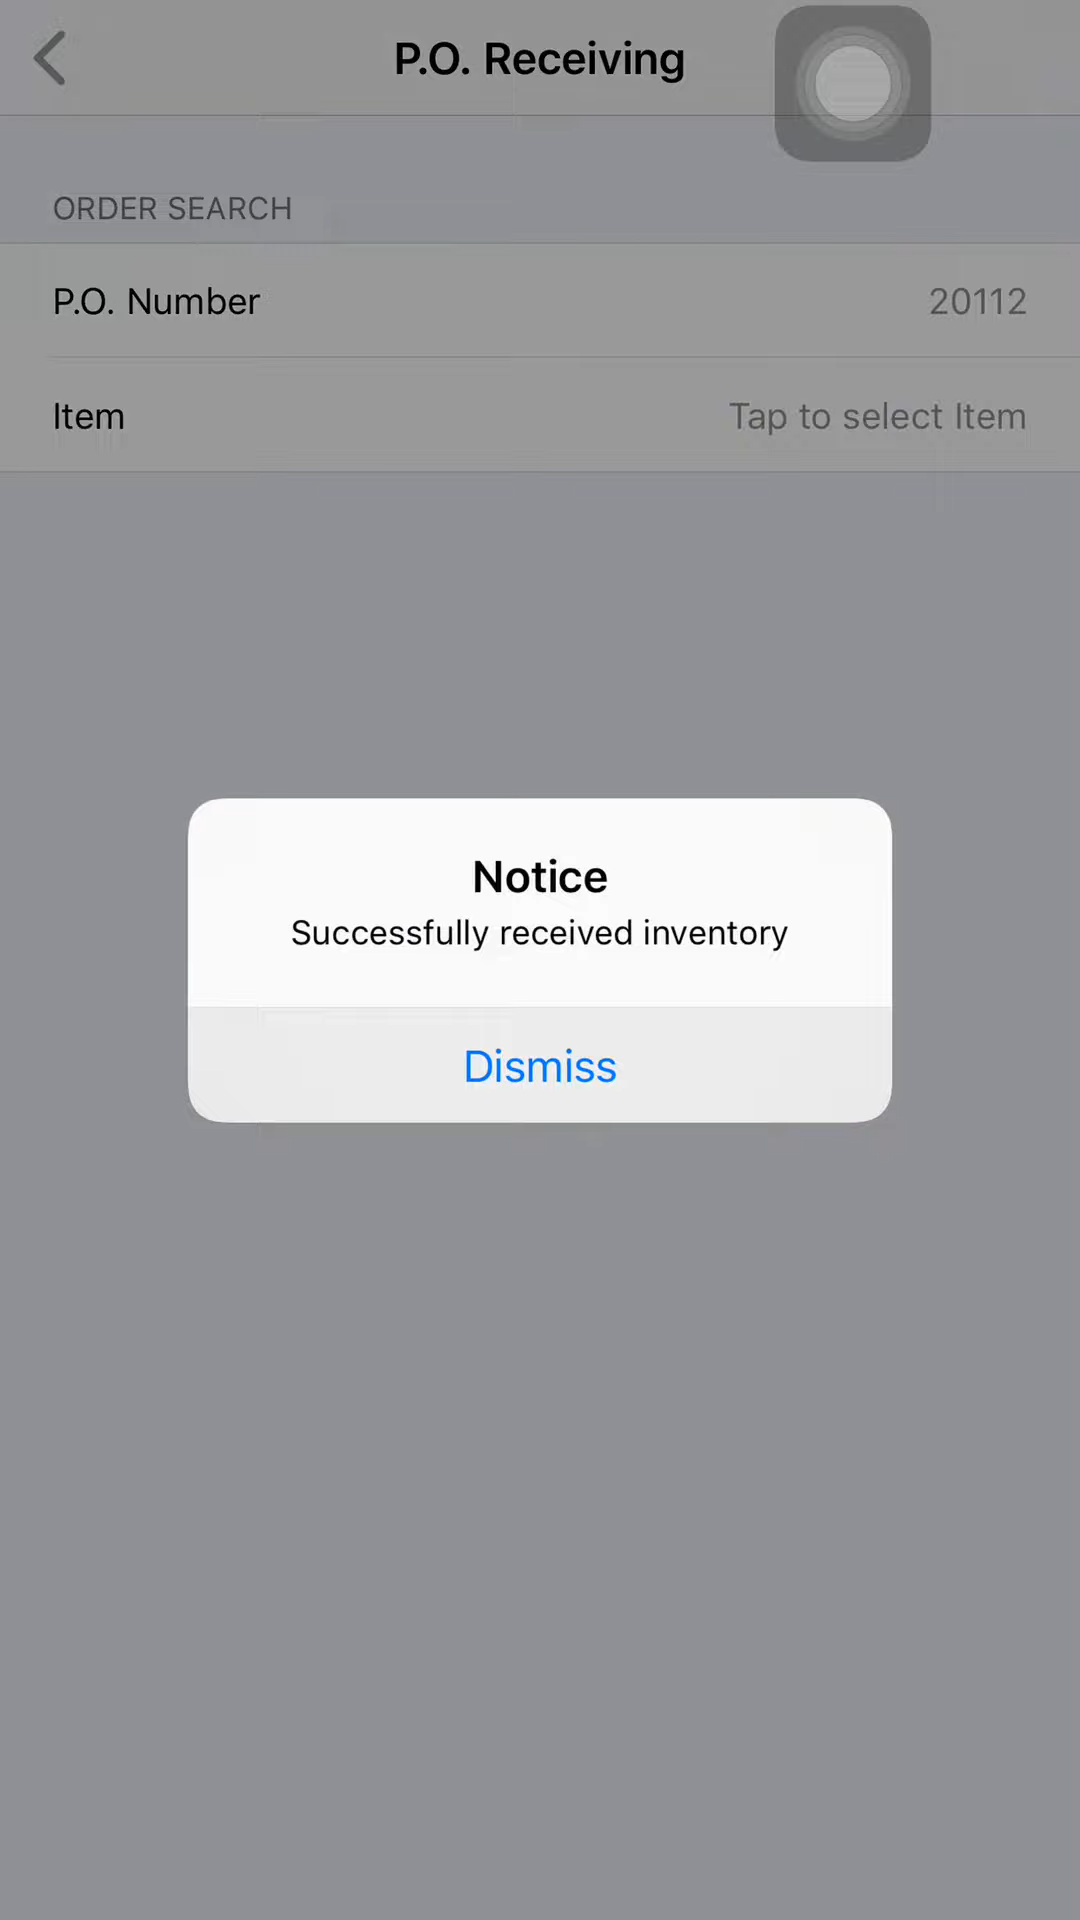 P.O. Receiving
ORDER SEARCH
P.O. Number 20112
Item Tap to select Item
Notice
Successfully received inventory
Dismiss